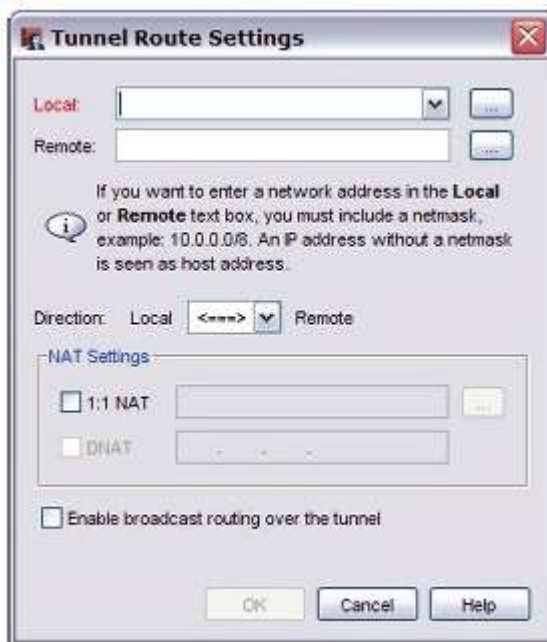 Tunnel Route Settings
Local:
...
Remote:
...
If you want to enter a network address in the Local
or Remote text box, you must include a netmask,
example: 10.0.0.0/8. An IP address without a netmask
is seen as host address.
Direction: Local <===> Remote
NAT Settings
1:1 NAT
...
DNAT . . .
Enable broadcast routing over the tunnel
OK Cancel Help